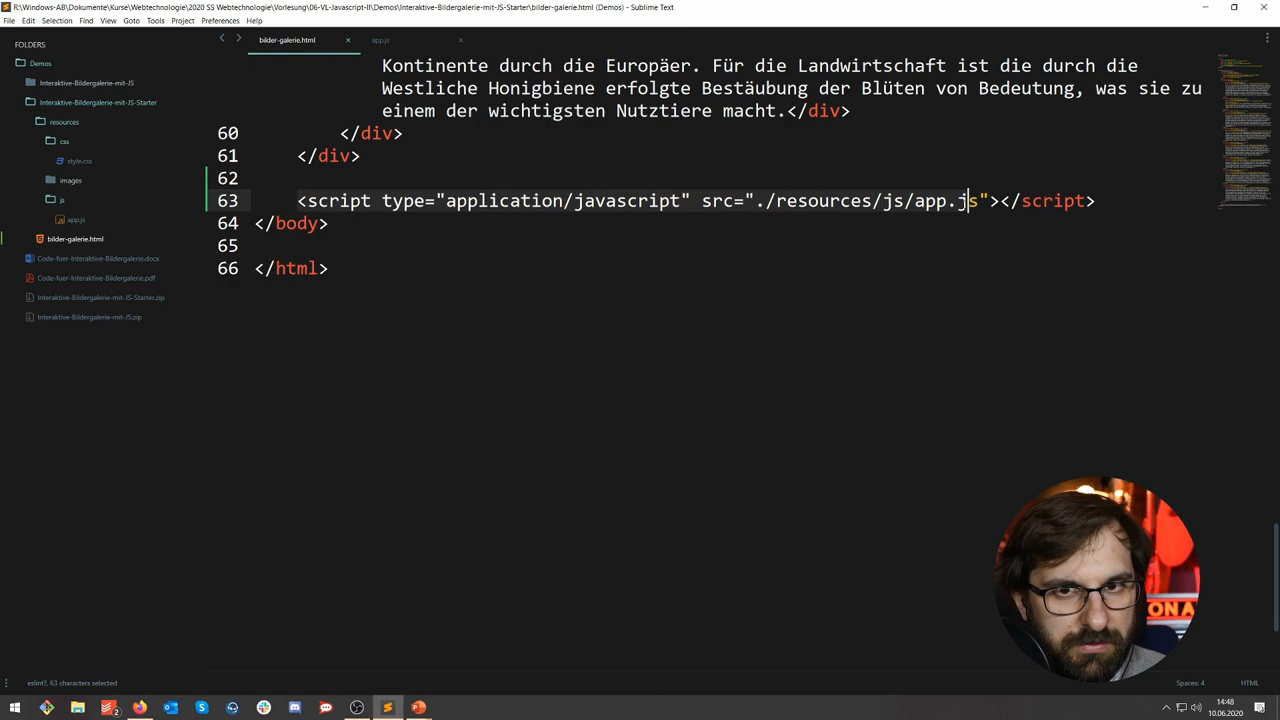 R:\Windows-AB\Dokumente\Kurse\Webtechnologie\2020 SS Webtechnologie\Vorlesung\06-VL-Javascript-II\Demos\Interaktive-Bildergalerie-mit-JS-Starter\bilder-galerie.html (Demos) - Sublime Text
File Edit Selection Find View Goto Tools Project Preferences Help
FOLDERS
Demos
Interaktive-Bildergalerie-mit-JS
Interaktive-Bildergalerie-mit-JS-Starter
resources
css
style.css
images
js
app.js
bilder-galerie.html
Code-fuer-Interaktive-Bildergalerie.docx
Code-fuer-Interaktive-Bildergalerie.pdf
Interaktive-Bildergalerie-mit-JS-Starter.zip
Interaktive-Bildergalerie-mit-JS.zip
bilder-galerie.html × app.js ×
Kontinente durch die Europäer. Für die Landwirtschaft ist die durch die
Westliche Honigbiene erfolgte Bestäubung der Blüten von Bedeutung, was sie zu
einem der wichtigsten Nutztiere macht.</div>
60 </div>
61 </div>
62
63 <script type="application/javascript" src="./rsources/js/app.js"></script>
64 </body>
65
66 </html>
ON A
eslint?, 63 characters selected
Spaces: 4 HTML
2
14:48
10.06.2020